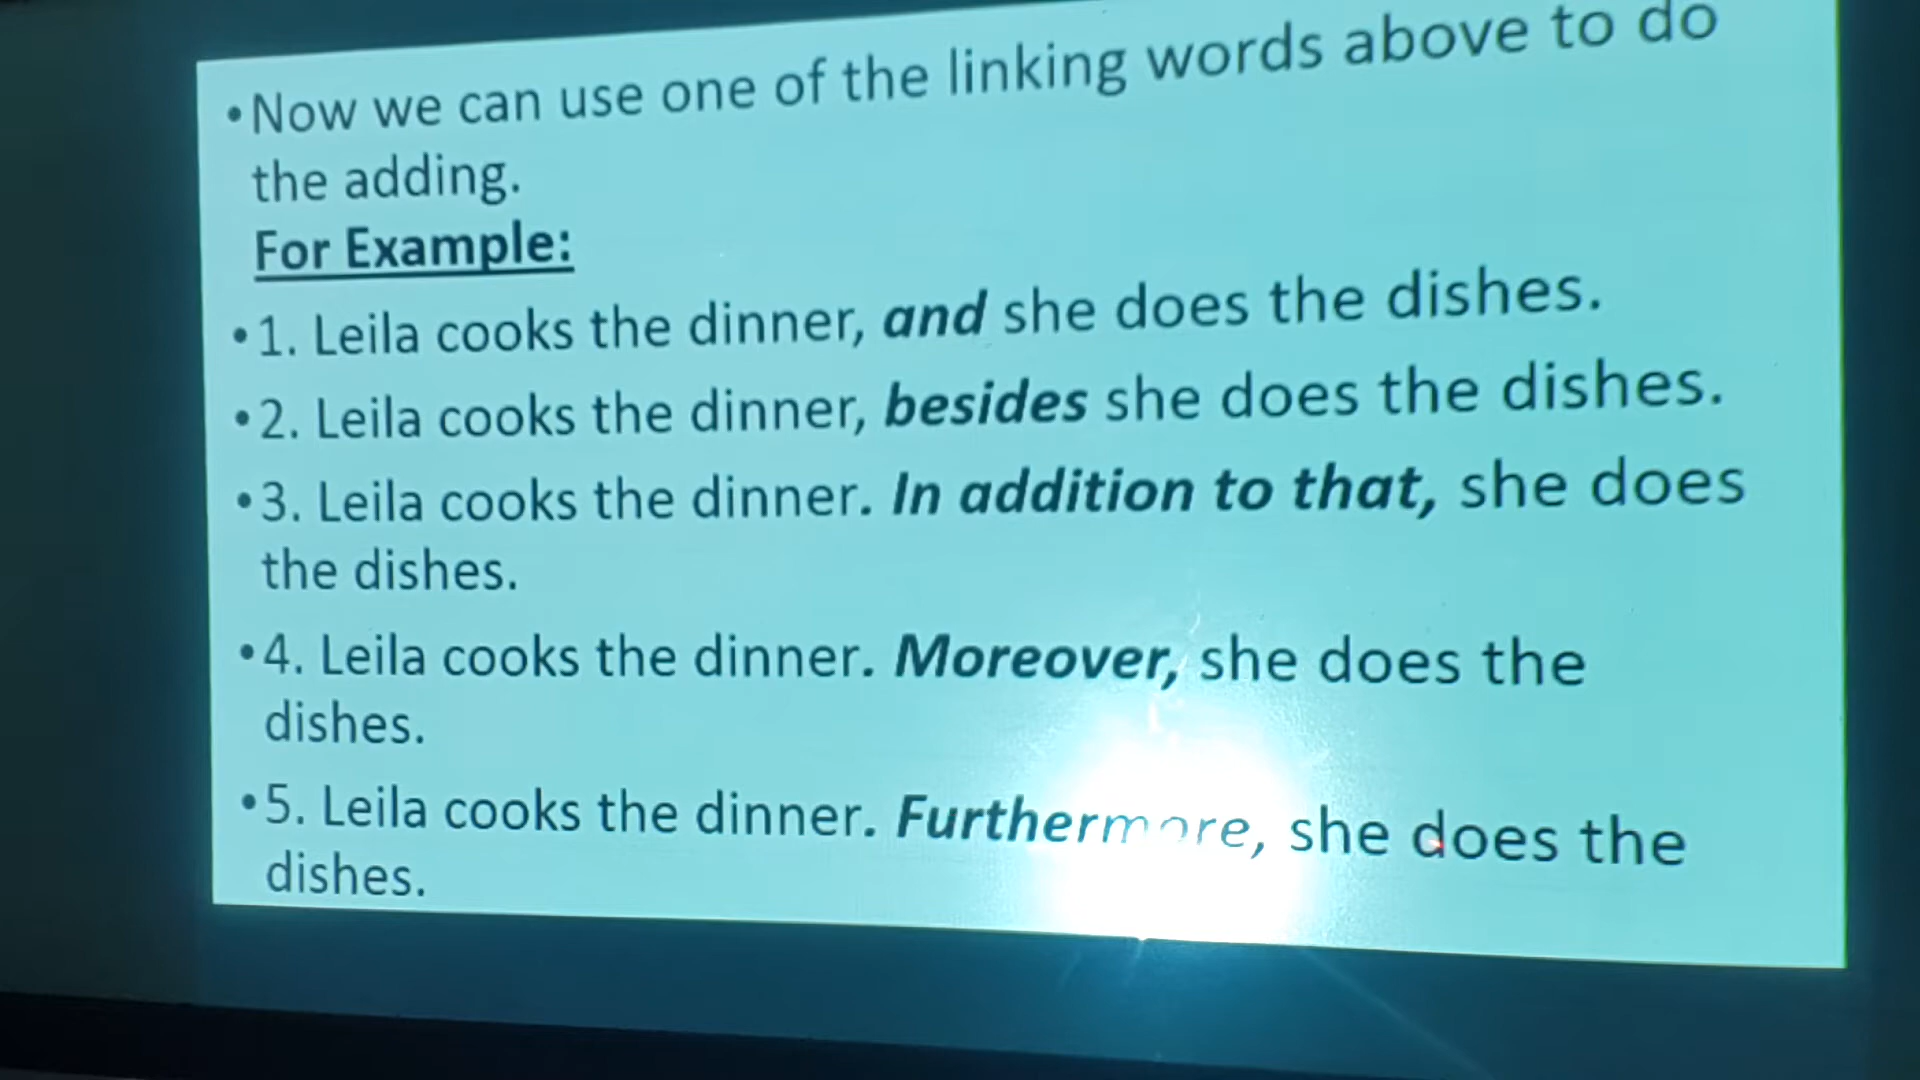 •Now we can use one of the linking words above to do
the adding.
For Example:
•1. Leila cooks the dinner, and she does the dishes.
•2. Leila cooks the dinner, besides she does the dishes.
•3. Leila cooks the dinner. In addition to that, she does
the dishes.
•4. Leila cooks the dinner. Moreover, she does the
dishes.
•5. Leila cooks the dinner. Furthermore, she does the
dishes.